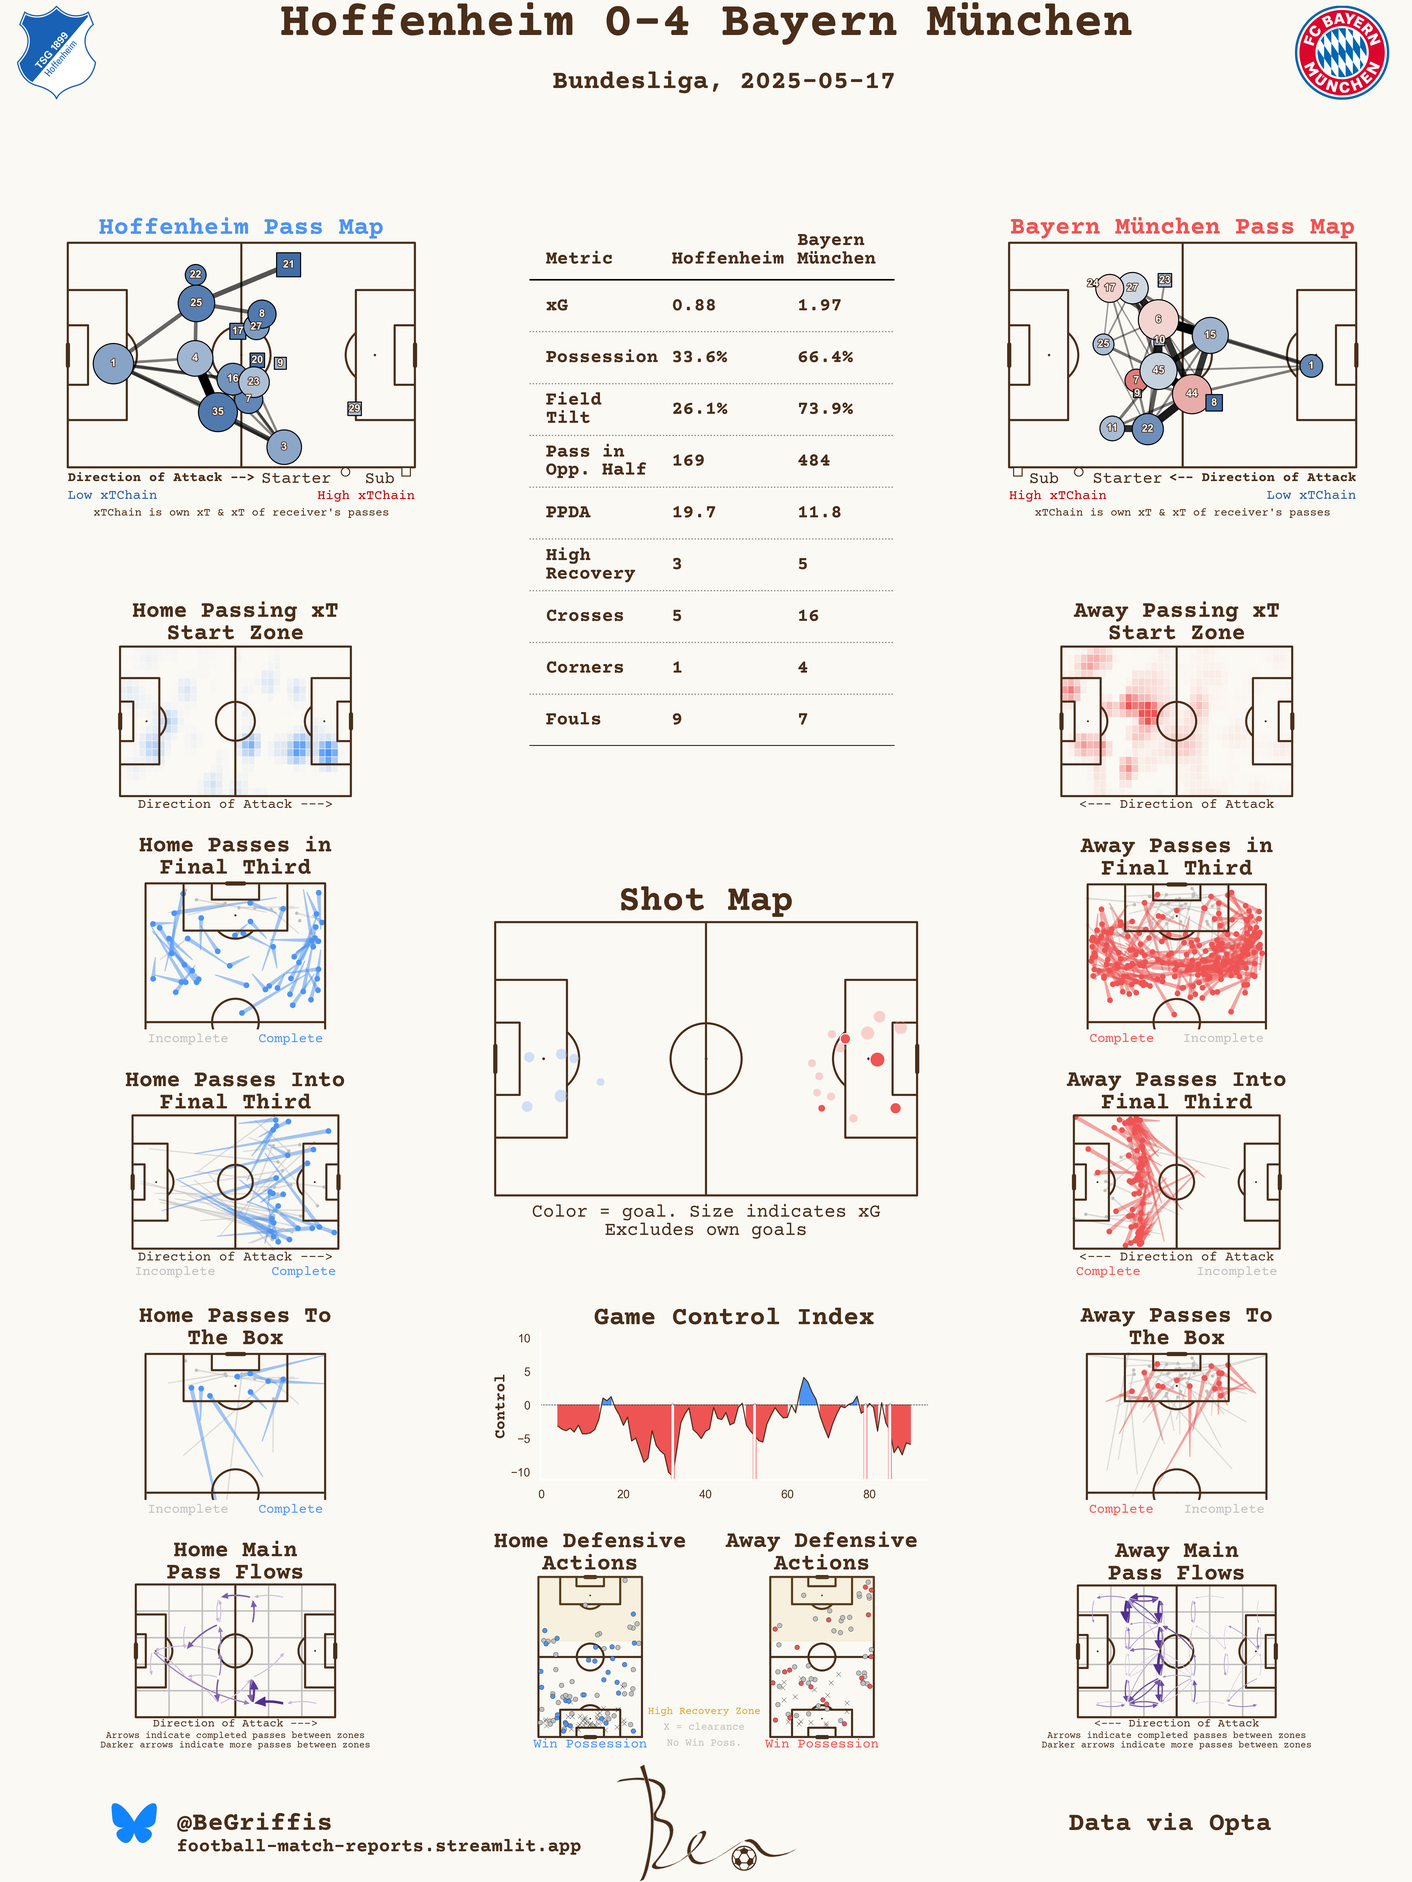 Hoffenheim 0-4 Bayern München
Bundesliga, 2025-05-17
TSG 1899
Hoffenheim
FC BAYERN
MÜNCHEN
Hoffenheim Pass Map
21
22
25
8
27
17
1
4
20
9
16
23
7
35
29
3
Direction of Attack --> Starter Sub
Low xTChain High xTChain
xTChain is own xT & xT of receiver's passes
Metric Hoffenheim Bayern München
xG 0.88 1.97
Possession 33.6% 66.4%
Field Tilt 26.1% 73.9%
Pass in Opp. Half 169 484
PPDA 19.7 11.8
High Recovery 3 5
Crosses 5 16
Corners 1 4
Fouls 9 7
Bayern München Pass Map
24
17
27
23
6
15
25
10
45
1
7
9
44
8
11
22
Sub Starter <-- Direction of Attack
High xTChain Low xTChain
xTChain is own xT & xT of receiver's passes
Home Passing xT
Start Zone
Direction of Attack --->
Away Passing xT
Start Zone
<--- Direction of Attack
Home Passes in
Final Third
Incomplete Complete
Away Passes in
Final Third
Complete Incomplete
Shot Map
Color = goal. Size indicates xG
Excludes own goals
Home Passes Into
Final Third
Direction of Attack --->
Incomplete Complete
Away Passes Into
Final Third
<--- Direction of Attack
Complete Incomplete
Home Passes To
The Box
Incomplete Complete
Game Control Index
Control
10
5
0
−5
−10
0 20 40 60 80
Away Passes To
The Box
Complete Incomplete
Home Main
Pass Flows
Direction of Attack --->
Arrows indicate completed passes between zones
Darker arrows indicate more passes between zones
Home Defensive
Actions
Win Possession
Away Defensive
Actions
Win Possession
High Recovery Zone
X = clearance
No Win Poss.
Away Main
Pass Flows
<--- Direction of Attack
Arrows indicate completed passes between zones
Darker arrows indicate more passes between zones
@BeGriffis
football-match-reports.streamlit.app
Ben
Data via Opta